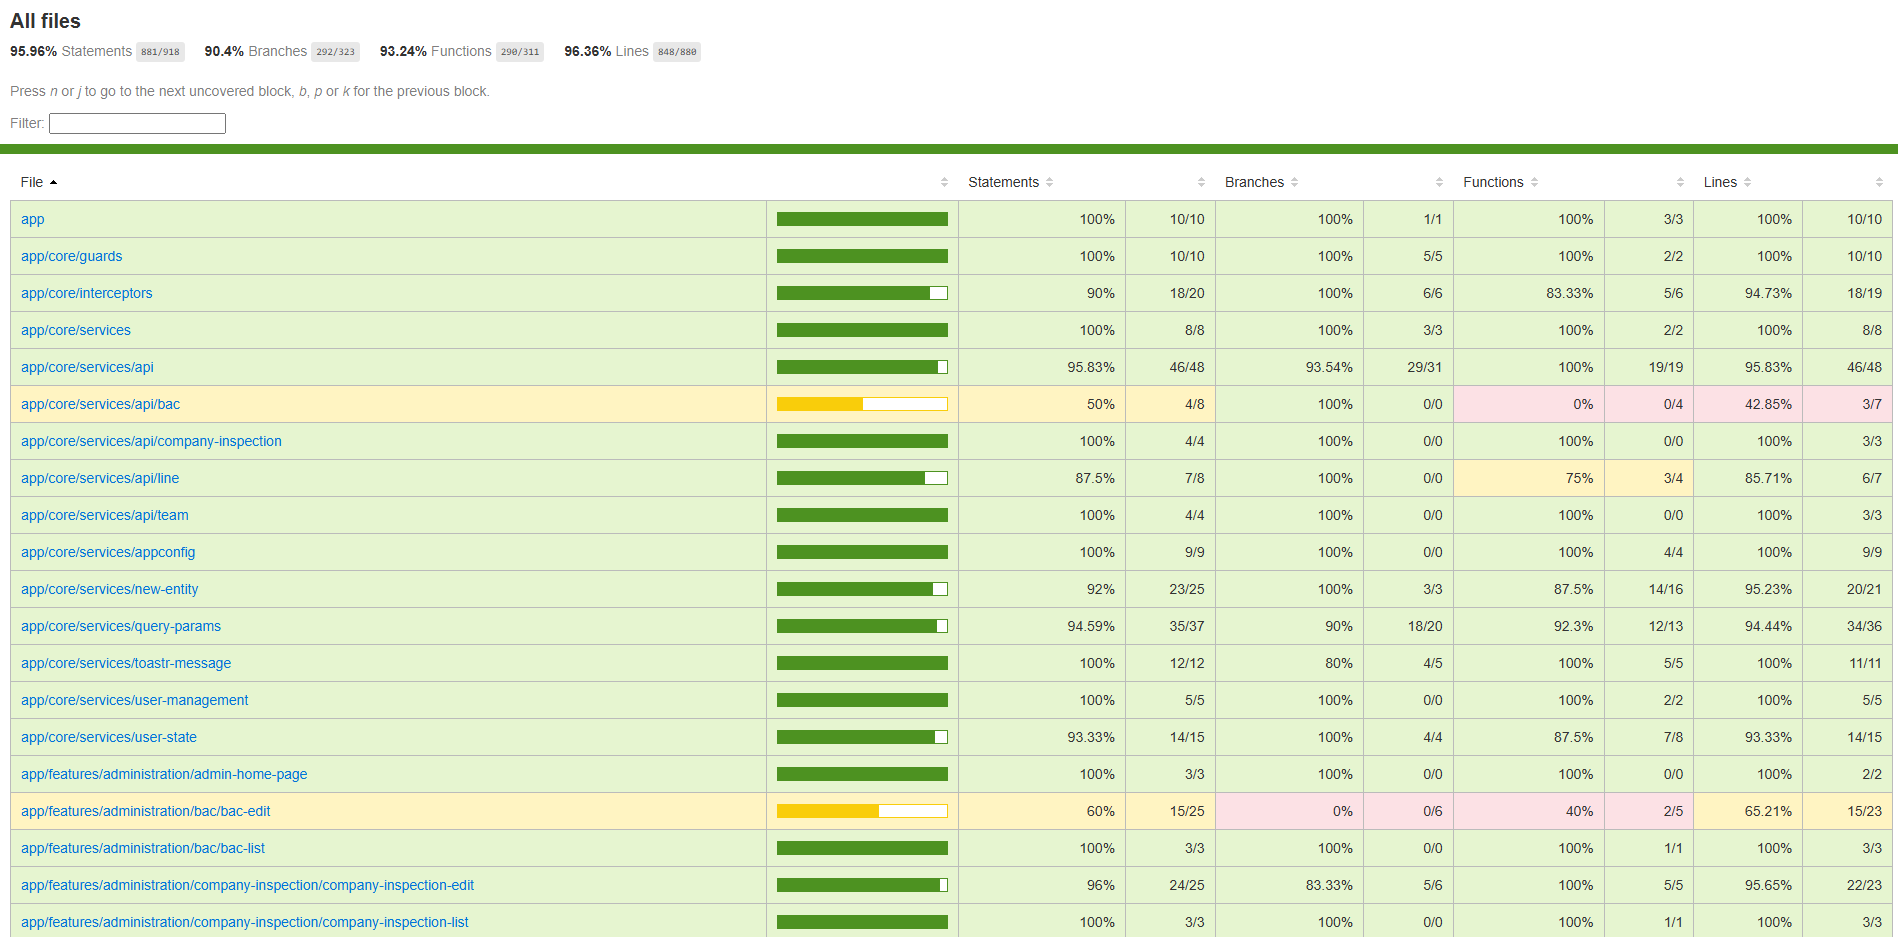 All files
95.96% Statements 881/918 90.4% Branches 292/323 93.24% Functions 290/311 96.36% Lines 848/880
Press n or j to go to the next uncovered block, b, p or k for the previous block.
Filter:
File Statements Branches Functions Lines
app 100% 10/10 100% 1/1 100% 3/3 100% 10/10
app/core/guards 100% 10/10 100% 5/5 100% 2/2 100% 10/10
app/core/interceptors 90% 18/20 100% 6/6 83.33% 5/6 94.73% 18/19
app/core/services 100% 8/8 100% 3/3 100% 2/2 100% 8/8
app/core/services/api 95.83% 46/48 93.54% 29/31 100% 19/19 95.83% 46/48
app/core/services/api/bac 50% 4/8 100% 0/0 0% 0/4 42.85% 3/7
app/core/services/api/company-inspection 100% 4/4 100% 0/0 100% 0/0 100% 3/3
app/core/services/api/line 87.5% 7/8 100% 0/0 75% 3/4 85.71% 6/7
app/core/services/api/team 100% 4/4 100% 0/0 100% 0/0 100% 3/3
app/core/services/appconfig 100% 9/9 100% 0/0 100% 4/4 100% 9/9
app/core/services/new-entity 92% 23/25 100% 3/3 87.5% 14/16 95.23% 20/21
app/core/services/query-params 94.59% 35/37 90% 18/20 92.3% 12/13 94.44% 34/36
app/core/services/toastr-message 100% 12/12 80% 4/5 100% 5/5 100% 11/11
app/core/services/user-management 100% 5/5 100% 0/0 100% 2/2 100% 5/5
app/core/services/user-state 93.33% 14/15 100% 4/4 87.5% 7/8 93.33% 14/15
app/features/administration/admin-home-page 100% 3/3 100% 0/0 100% 0/0 100% 2/2
app/features/administration/bac/bac-edit 60% 15/25 0% 0/6 40% 2/5 65.21% 15/23
app/features/administration/bac/bac-list 100% 3/3 100% 0/0 100% 1/1 100% 3/3
app/features/administration/company-inspection/company-inspection-edit 96% 24/25 83.33% 5/6 100% 5/5 95.65% 22/23
app/features/administration/company-inspection/company-inspection-list 100% 3/3 100% 0/0 100% 1/1 100% 3/3